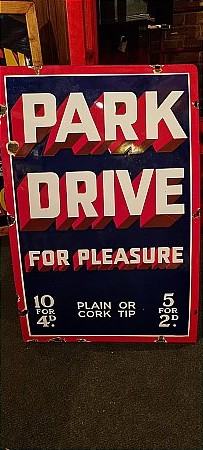 PARK
DRIVE
FOR PLEASURE
10 FOR 4D.
PLAIN OR
CORK TIP
5 FOR 2D.